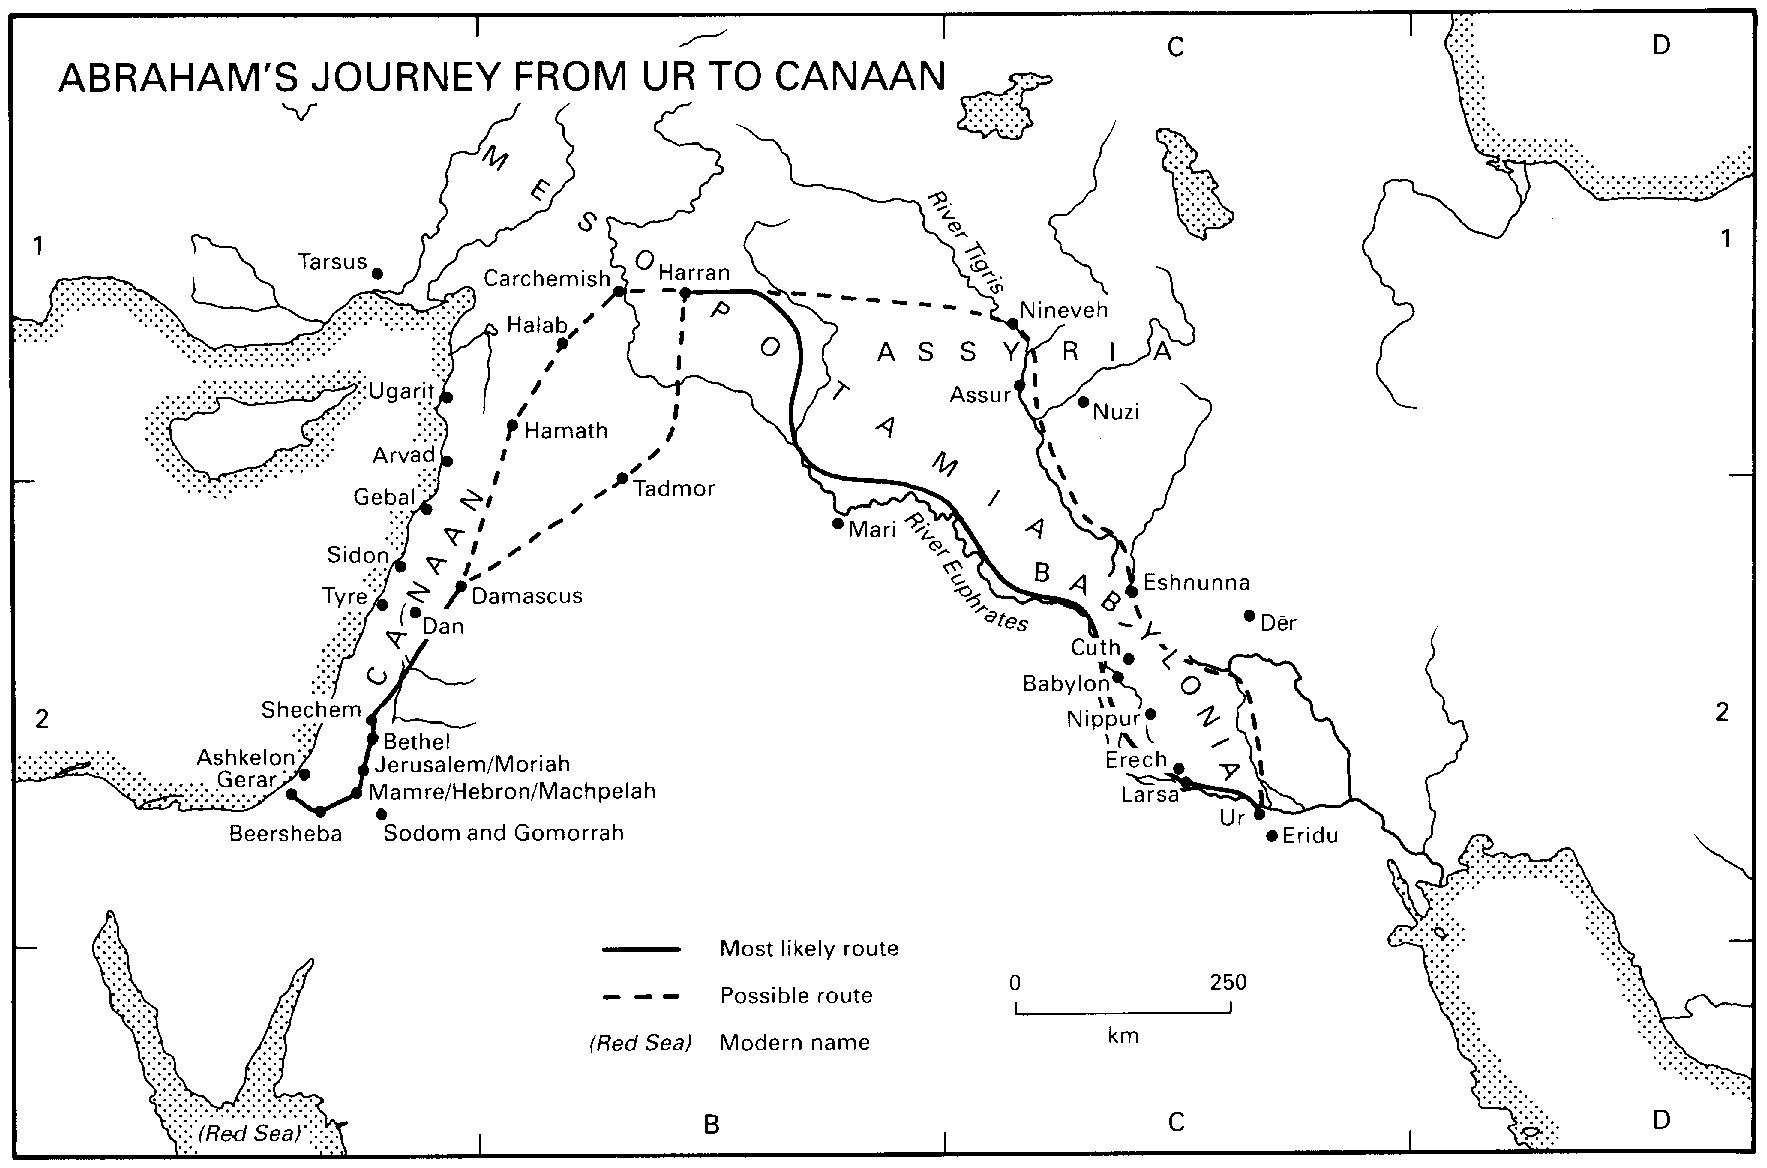 C
D
ABRAHAM'S JOURNEY FROM UR TO CANAAN
MESOPOTAMIA
River Tigris
1
1
Tarsus
Carchemish
Harran
Nineveh
Halab
ASSYRIA
Ugarit
Assur
Nuzi
Hamath
Arvad
Tadmor
Gebal
CANAAN
Mari
River Euphrates
Sidon
BABYLONIA
Eshnunna
Tyre
Damascus
Dan
Dēr
Cuth
Babylon
Shechem
Nippur
2
2
Bethel
Ashkelon
Jerusalem/Moriah
Erech
Gerar
Mamre/Hebron/Machpelah
Larsa
Ur
Beersheba
Sodom and Gomorrah
Eridu
Most likely route
0 250
Possible route
km
(Red Sea) Modern name
B
C
D
(Red Sea)